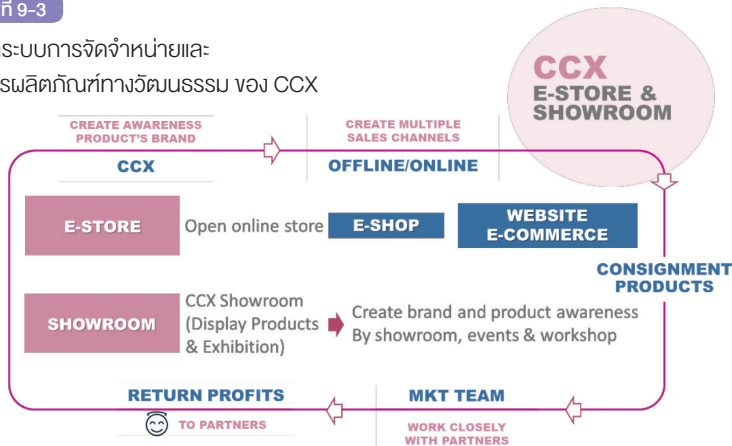 ที่ 9-3
ระบบการจัดจำหน่ายและ
ผลิตภัณฑ์ทางวัฒนธรรม ของ CCX
CCX
E-STORE &
SHOWROOM
CREATE AWARENESS
PRODUCT'S BRAND
CREATE MULTIPLE
SALES CHANNELS
CCX
OFFLINE/ONLINE
E-STORE
Open online store
E-SHOP
WEBSITE
E-COMMERCE
CONSIGNMENT
PRODUCTS
SHOWROOM
CCX Showroom
(Display Products
& Exhibition)
Create brand and product awareness
By showroom, events & workshop
RETURN PROFITS
TO PARTNERS
MKT TEAM
WORK CLOSELY
WITH PARTNERS